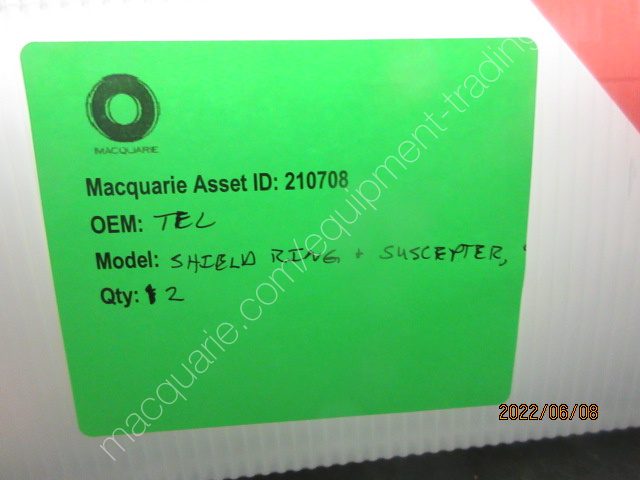 MACQUARIE
Macquarie Asset ID: 210708
OEM: TEL
Model: SHIELD RING + SUSCEPTER,
Qty: 2
macquarie.com/equipment-trading
2022/06/08